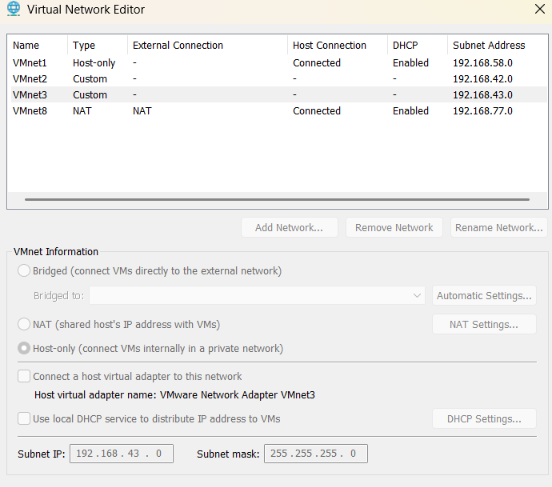 Virtual Network Editor
Name Type External Connection Host Connection DHCP Subnet Address
VMnet1 Host-only - Connected Enabled 192.168.58.0
VMnet2 Custom - - - 192.168.42.0
VMnet3 Custom - - - 192.168.43.0
VMnet8 NAT NAT Connected Enabled 192.168.77.0
Add Network... Remove Network Rename Network...
VMnet Information
Bridged (connect VMs directly to the external network)
Bridged to: Automatic Settings...
NAT (shared host's IP address with VMs) NAT Settings...
Host-only (connect VMs internally in a private network)
Connect a host virtual adapter to this network
Host virtual adapter name: VMware Network Adapter VMnet3
Use local DHCP service to distribute IP address to VMs DHCP Settings...
Subnet IP: 192 . 168 . 43 . 0 Subnet mask: 255 . 255 . 255 . 0